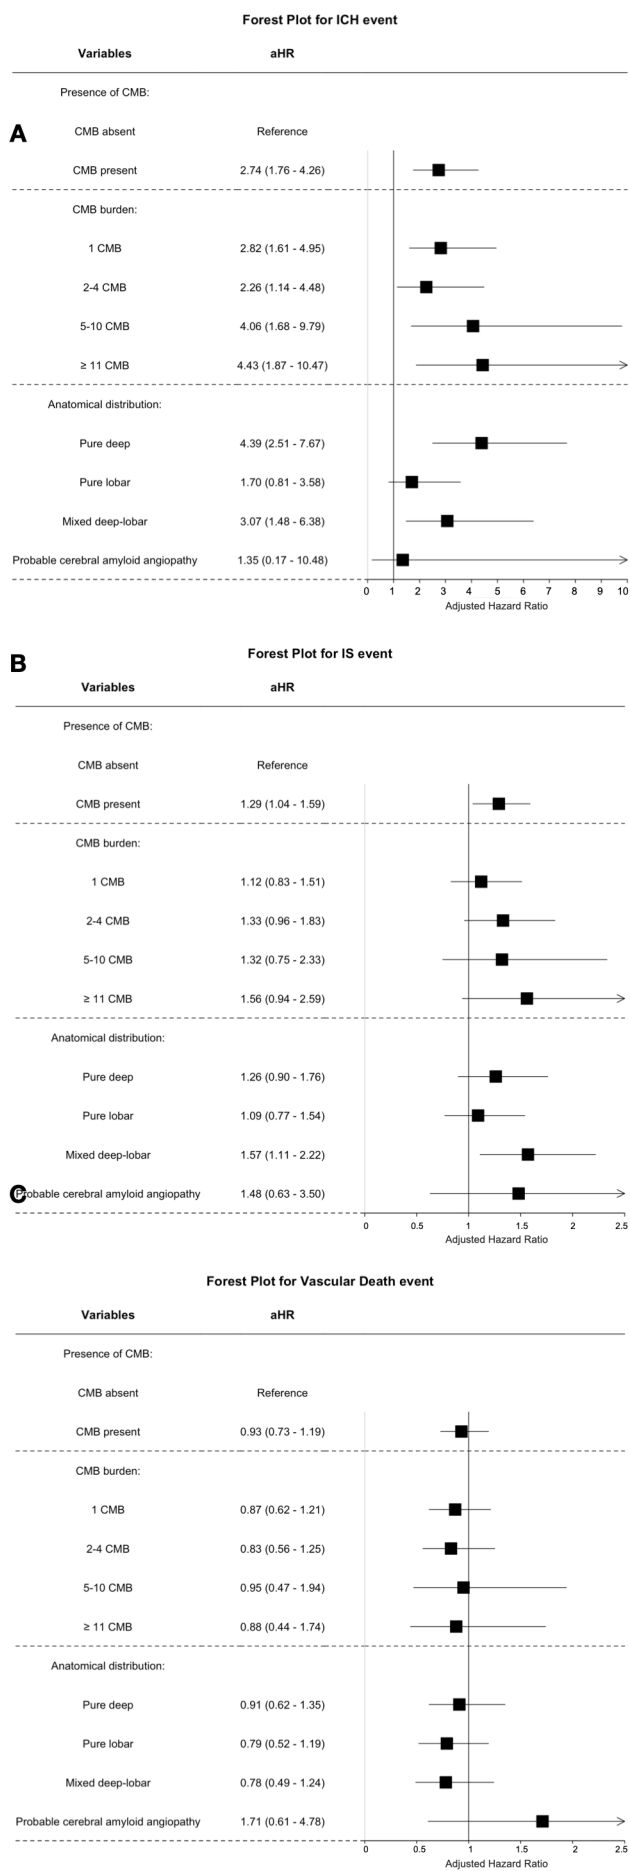 Forest Plot for ICH event
Variables aHR
Presence of CMB:
A
CMB absent Reference
CMB present 2.74 (1.76 - 4.26)
CMB burden:
1 CMB 2.82 (1.61 - 4.95)
2-4 CMB 2.26 (1.14 - 4.48)
5-10 CMB 4.06 (1.68 - 9.79)
≥ 11 CMB 4.43 (1.87 - 10.47)
Anatomical distribution:
Pure deep 4.39 (2.51 - 7.67)
Pure lobar 1.70 (0.81 - 3.58)
Mixed deep-lobar 3.07 (1.48 - 6.38)
Probable cerebral amyloid angiopathy 1.35 (0.17 - 10.48)
0 1 2 3 4 5 6 7 8 9 10
Adjusted Hazard Ratio
B
Forest Plot for IS event
Variables aHR
Presence of CMB:
CMB absent Reference
CMB present 1.29 (1.04 - 1.59)
CMB burden:
1 CMB 1.12 (0.83 - 1.51)
2-4 CMB 1.33 (0.96 - 1.83)
5-10 CMB 1.32 (0.75 - 2.33)
≥ 11 CMB 1.56 (0.94 - 2.59)
Anatomical distribution:
Pure deep 1.26 (0.90 - 1.76)
Pure lobar 1.09 (0.77 - 1.54)
Mixed deep-lobar 1.57 (1.11 - 2.22)
C
Probable cerebral amyloid angiopathy 1.48 (0.63 - 3.50)
0 0.5 1 1.5 2 2.5
Adjusted Hazard Ratio
Forest Plot for Vascular Death event
Variables aHR
Presence of CMB:
CMB absent Reference
CMB present 0.93 (0.73 - 1.19)
CMB burden:
1 CMB 0.87 (0.62 - 1.21)
2-4 CMB 0.83 (0.56 - 1.25)
5-10 CMB 0.95 (0.47 - 1.94)
≥ 11 CMB 0.88 (0.44 - 1.74)
Anatomical distribution:
Pure deep 0.91 (0.62 - 1.35)
Pure lobar 0.79 (0.52 - 1.19)
Mixed deep-lobar 0.78 (0.49 - 1.24)
Probable cerebral amyloid angiopathy 1.71 (0.61 - 4.78)
0 0.5 1 1.5 2 2.5
Adjusted Hazard Ratio